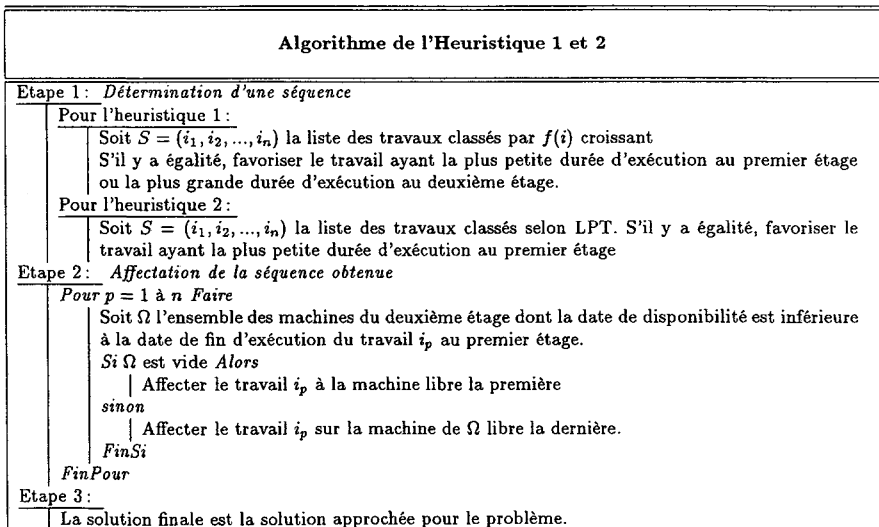 Algorithme de l'Heuristique 1 et 2
Etape 1 : Détermination d'une séquence
Pour l'heuristique 1 :
Soit S = (i₁, i₂, ..., iₙ) la liste des travaux classés par f(i) croissant
S'il y a égalité, favoriser le travail ayant la plus petite durée d'exécution au premier étage
ou la plus grande durée d'exécution au deuxième étage.
Pour l'heuristique 2 :
Soit S = (i₁, i₂, ..., iₙ) la liste des travaux classés selon LPT. S'il y a égalité, favoriser le
travail ayant la plus petite durée d'exécution au premier étage
Etape 2 : Affectation de la séquence obtenue
Pour p = 1 à n Faire
Soit Ω l'ensemble des machines du deuxième étage dont la date de disponibilité est inférieure
à la date de fin d'exécution du travail iₚ au premier étage.
Si Ω est vide Alors
Affecter le travail iₚ à la machine libre la première
sinon
Affecter le travail iₚ sur la machine de Ω libre la dernière.
FinSi
FinPour
Etape 3 :
La solution finale est la solution approchée pour le problème.